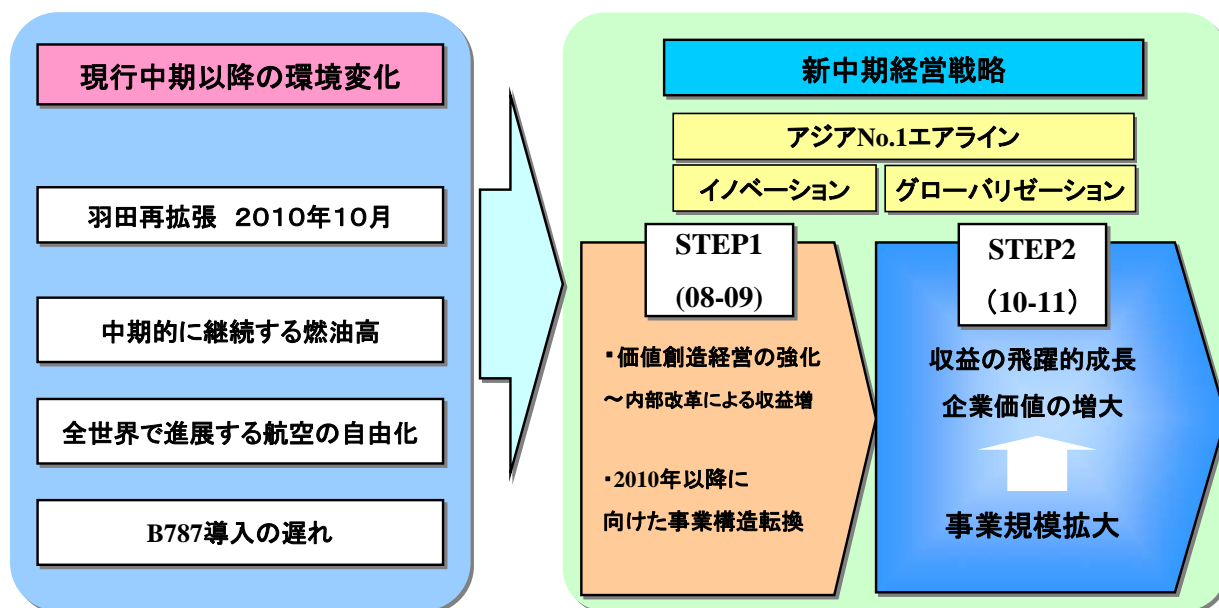 現行中期以降の環境変化
羽田再拡張 2010年10月
中期的に継続する燃油高
全世界で進展する航空の自由化
B787導入の遅れ
新中期経営戦略
アジアNo.1エアライン
イノベーション
グローバリゼーション
STEP1
(08-09)
・価値創造経営の強化
～内部改革による収益増
・2010年以降に
向けた事業構造転換
STEP2
（10-11）
収益の飛躍的成長
企業価値の増大
事業規模拡大